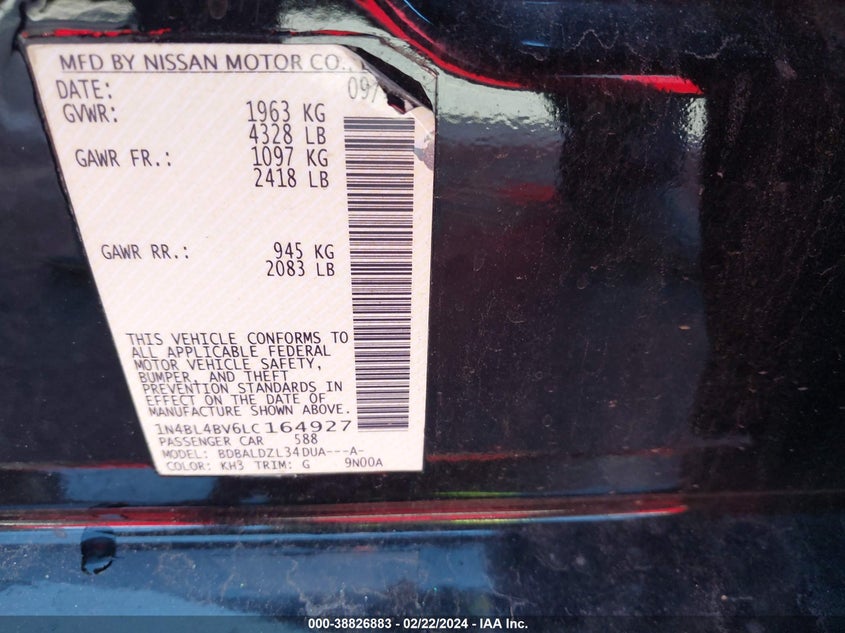 MFD BY NISSAN MOTOR CO.,
DATE: 09/
GVWR: 1963 KG
4328 LB
GAWR FR.: 1097 KG
2418 LB
GAWR RR.: 945 KG
2083 LB
THIS VEHICLE CONFORMS TO
ALL APPLICABLE FEDERAL
MOTOR VEHICLE SAFETY,
BUMPER, AND THEFT
PREVENTION STANDARDS IN
EFFECT ON THE DATE OF
MANUFACTURE SHOWN ABOVE.
1N4BL4BV6LC164927
PASSENGER CAR 588
MODEL: BDBALDZL34DUA---A-
COLOR: KH3 TRIM: G 9N00A
000-38826883 / 02/22/2024 - IAA Inc.